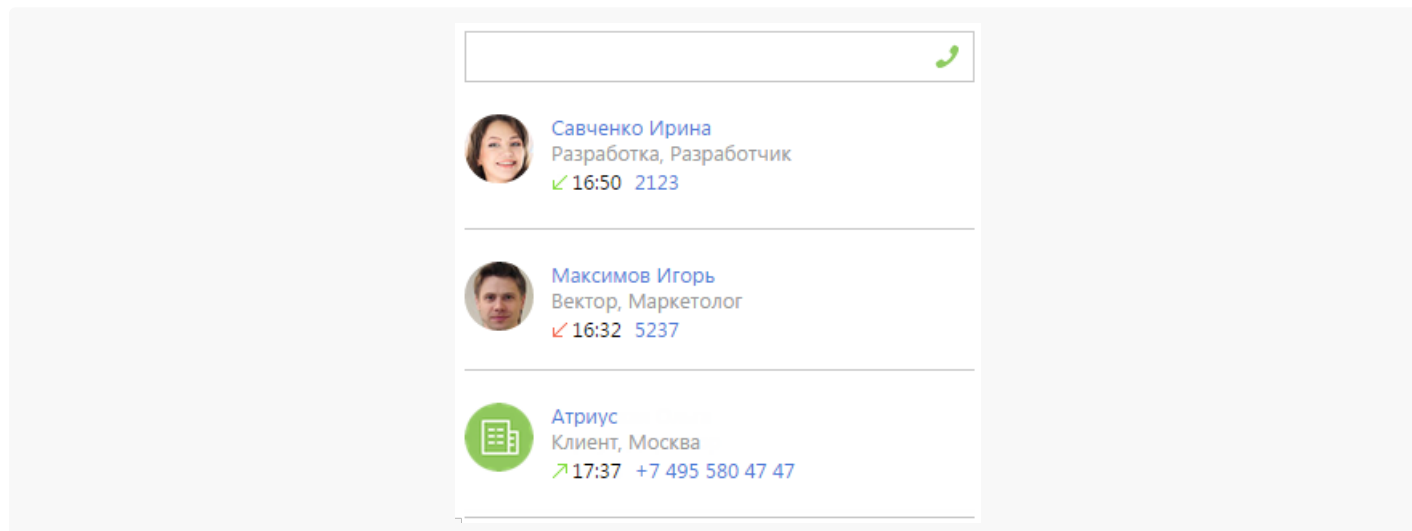 Савченко Ирина
Разработка, Разработчик
16:50 2123
Максимов Игорь
Вектор, Маркетолог
16:32 5237
Атриус
Клиент, Москва
17:37 +7 495 580 47 47